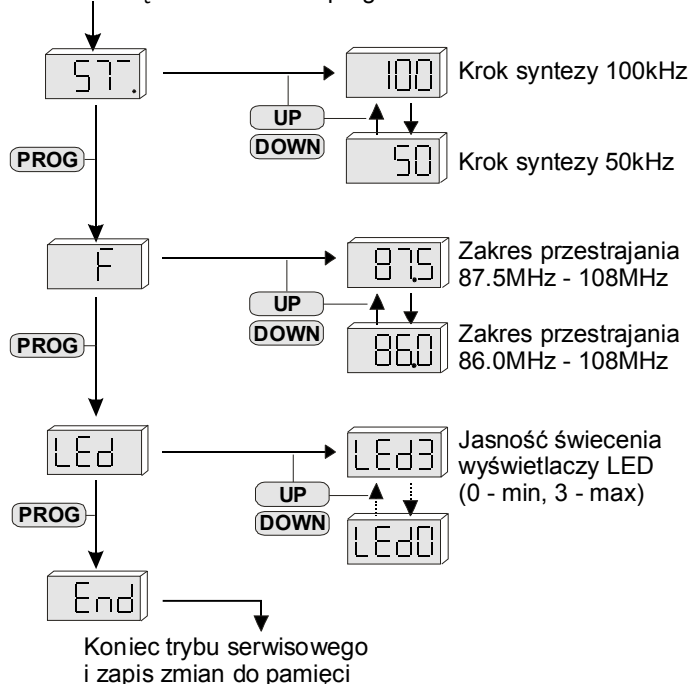 ST.
100
Krok syntezy 100kHz
UP
DOWN
PROG
50
Krok syntezy 50kHz
F
87.5
Zakres przestrajania
87.5MHz - 108MHz
UP
DOWN
PROG
86.0
Zakres przestrajania
86.0MHz - 108MHz
LEd
LEd3
Jasność świecenia
wyświetlaczy LED
(0 - min, 3 - max)
UP
DOWN
PROG
LEd0
End
Koniec trybu serwisowego
i zapis zmian do pamięci